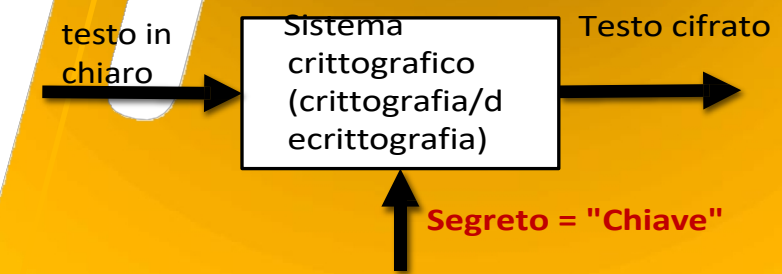 testo in
chiaro
Sistema
crittografico
(crittografia/d
ecrittografia)
Testo cifrato
Segreto = "Chiave"